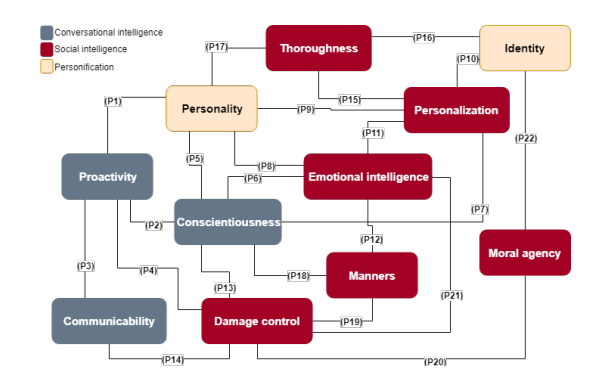 Conversational intelligence
Social intelligence
Personification
(P17)
Thoroughness
(P16)
Identity
(P10)
(P1)
(P15)
Personality
(P9)
Personalization
(P11)
(P22)
(P5)
(P8)
Proactivity
(P6)
Emotional intelligence
(P2)
Conscientiousness
(P7)
(P12)
Moral agency
(P3)
(P4)
(P18)
Manners
(P13)
(P21)
Communicability
Damage control
(P19)
(P14)
(P20)